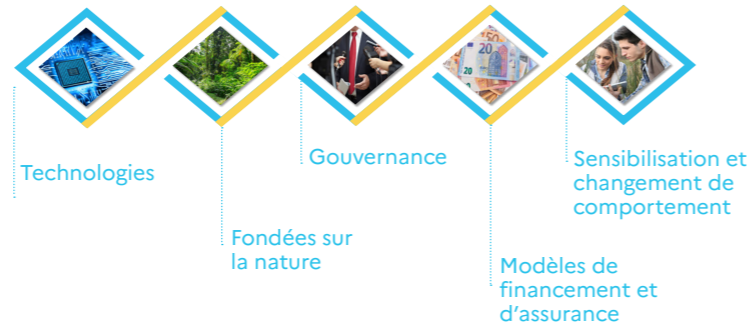 Technologies
Fondées sur
la nature
Gouvernance
Modèles de
financement et
d'assurance
Sensibilisation et
changement de
comportement